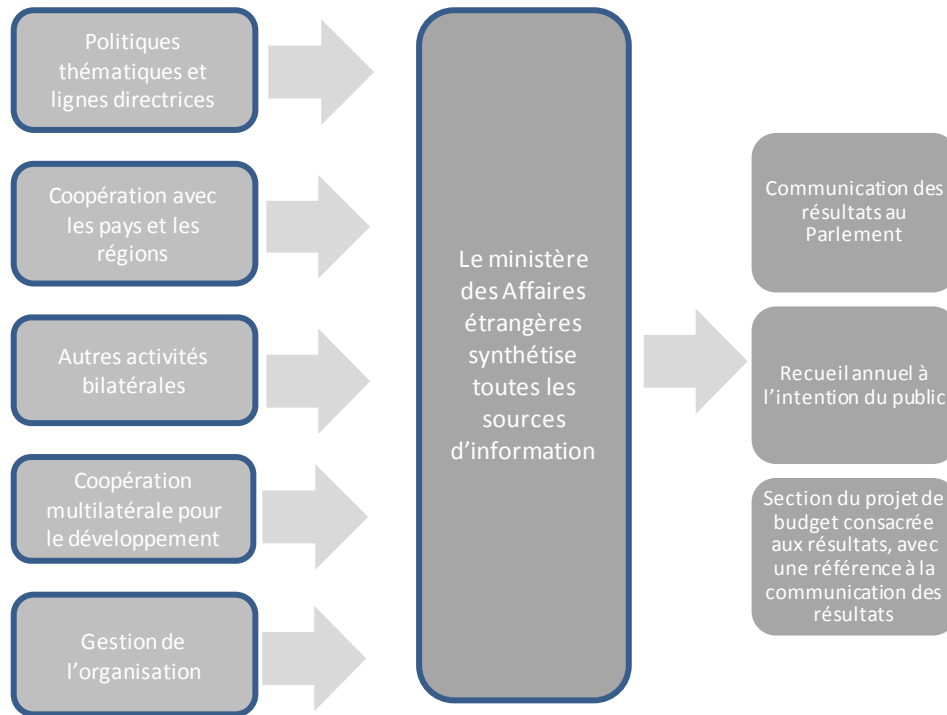 Politiques
thématiques et
lignes directrices
Coopération avec
les pays et les
régions
Autres activités
bilatérales
Coopération
multilatérale pour
le développement
Gestion de
l’organisation
Le ministère
des Affaires
étrangères
synthétise
toutes les
sources
d’information
Communication des
résultats au
Parlement
Recueil annuel à
l’intention du public
Section du projet de
budget consacrée
aux résultats, avec
une référence à la
communication des
résultats